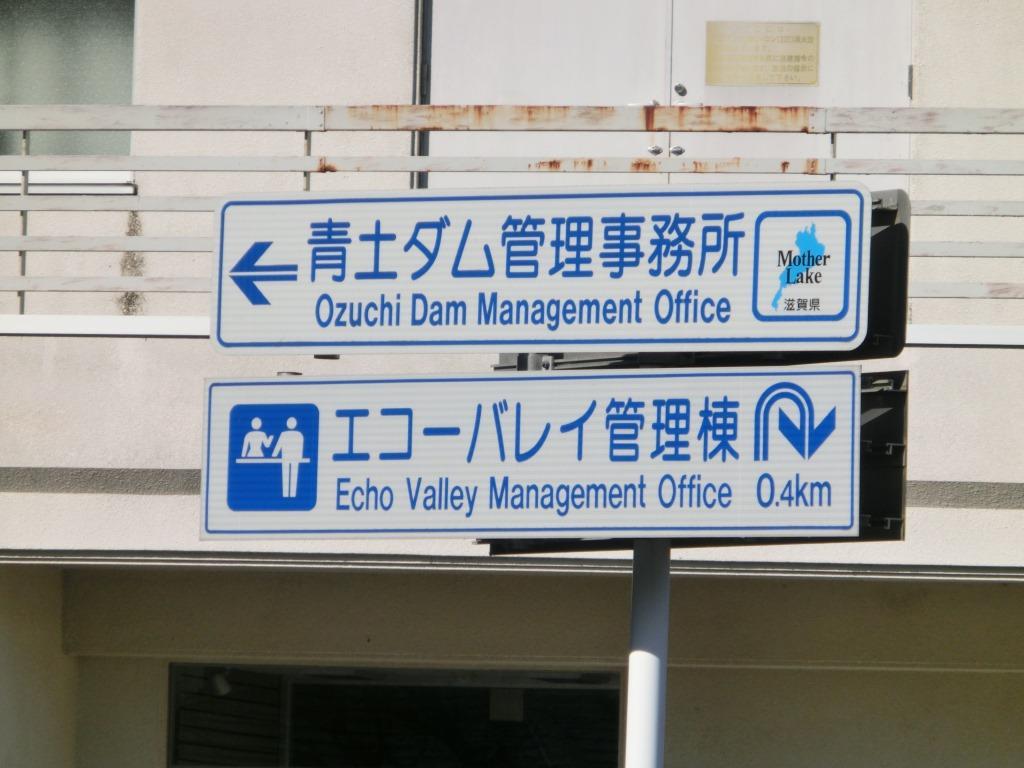 青土ダム管理事務所
Ozuchi Dam Management Office
Mother
Lake
滋賀県
エコーバレイ管理棟
Echo Valley Management Office 0.4km